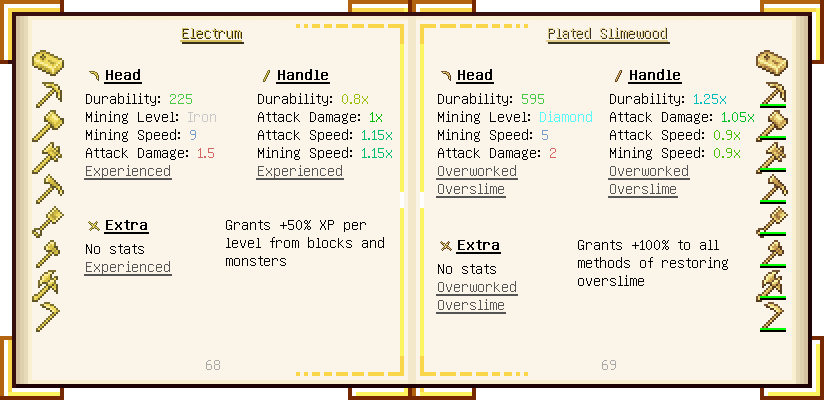 Electrum
Head
Durability: 225
Mining Level: Iron
Mining Speed: 9
Attack Damage: 1.5
Experienced
Handle
Durability: 0.8x
Attack Damage: 1x
Attack Speed: 1.15x
Mining Speed: 1.15x
Experienced
Extra
No stats
Experienced
Grants +50% XP per
level from blocks and
monsters
68
Plated Slimewood
Head
Durability: 595
Mining Level: Diamond
Mining Speed: 5
Attack Damage: 2
Overworked
Overslime
Handle
Durability: 1.25x
Attack Damage: 1.05x
Attack Speed: 0.9x
Mining Speed: 0.9x
Overworked
Overslime
Extra
No stats
Overworked
Overslime
Grants +100% to all
methods of restoring
overslime
69